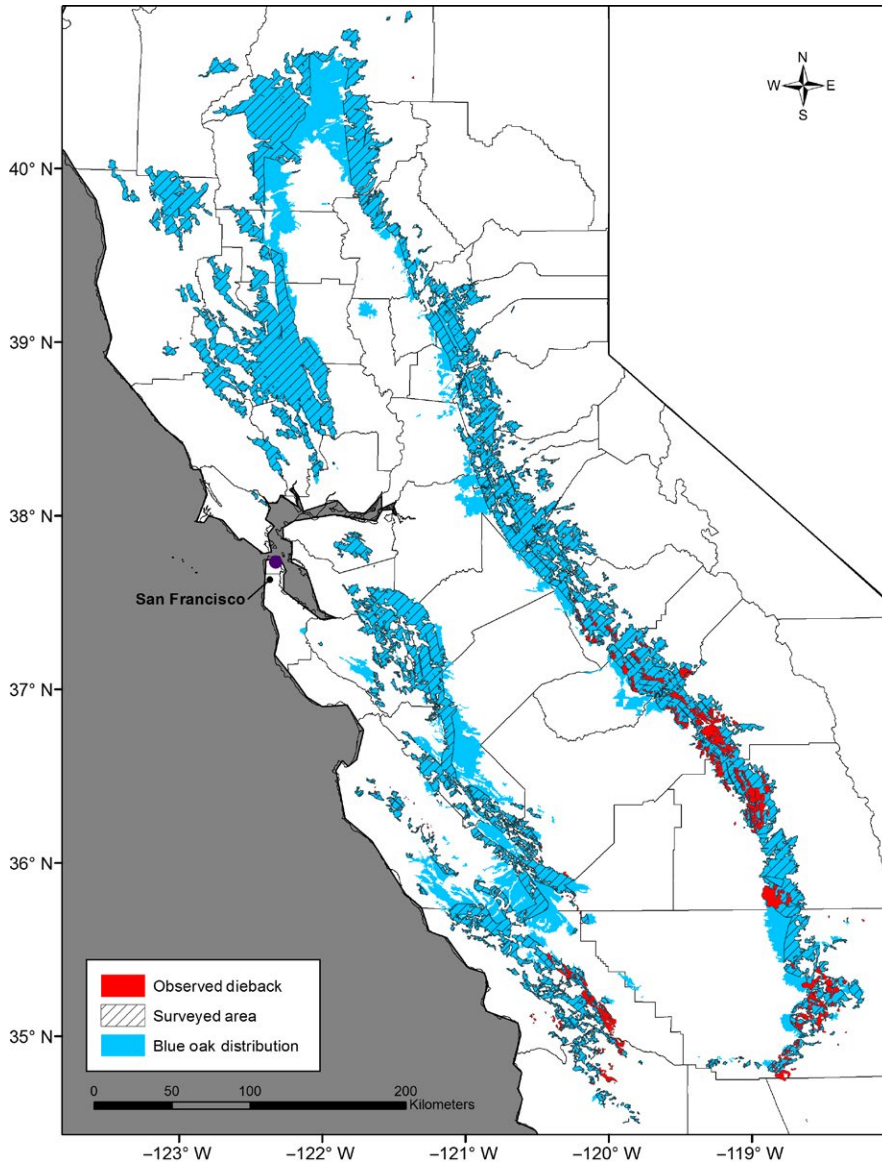 N
W E
S
40° N
39° N
38° N
San Francisco
37° N
36° N
35° N
Observed dieback
Surveyed area
Blue oak distribution
0 50 100 200
Kilometers
−123° W −122° W −121° W −120° W −119° W